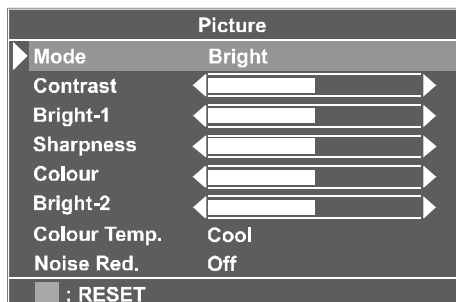 Picture
Mode Bright
Contrast
Bright-1
Sharpness
Colour
Bright-2
Colour Temp. Cool
Noise Red. Off
: RESET